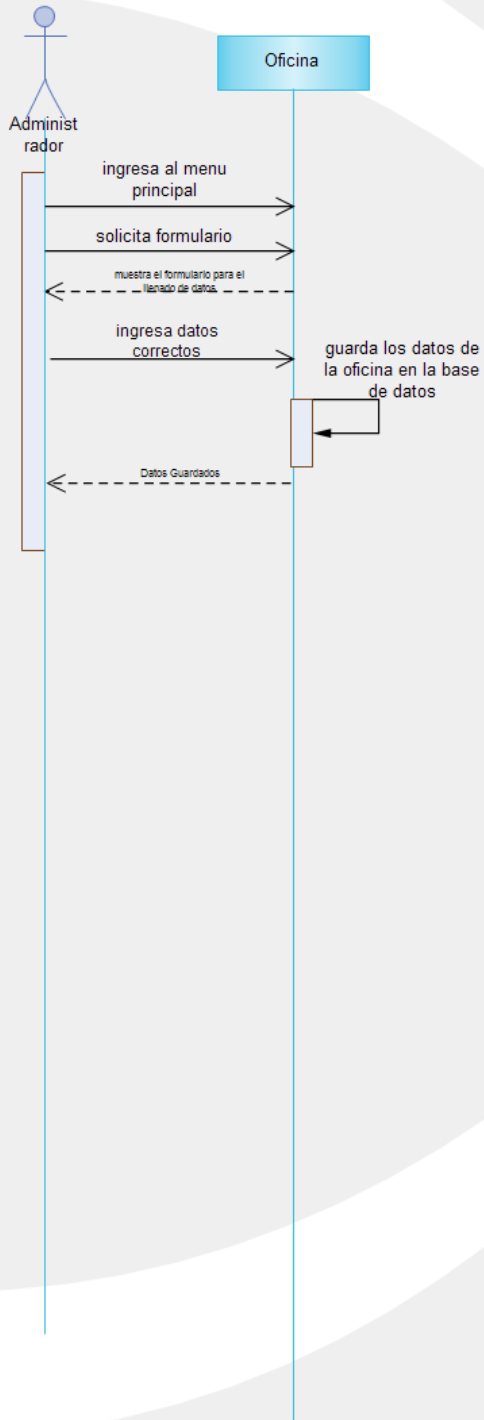 Oficina
Administ
rador
ingresa al menu
principal
solicita formulario
muestra el formulario para el
llenado de datos
ingresa datos
correctos
guarda los datos de
la oficina en la base
de datos
Datos Guardados